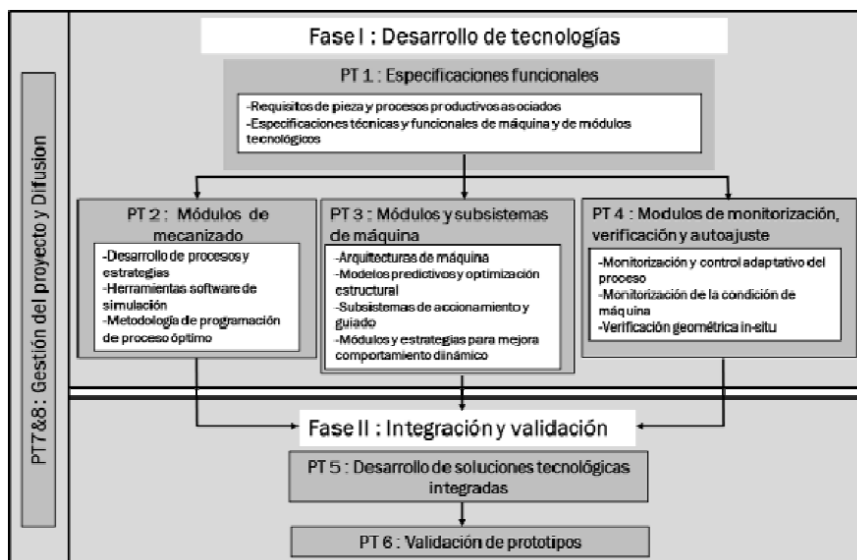 Fase I : Desarrollo de tecnologías
PT 1 : Especificaciones funcionales
-Requisitos de pieza y procesos productivos asociados
-Especificaciones técnicas y funcionales de máquina y de módulos
tecnológicos
PT7&8: Gestión del proyecto y Difusion
PT 2 : Módulos de
mecanizado
-Desarrollo de procesos y
estrategias
-Herramientas software de
simulación
-Metodología de programación
de proceso óptimo
PT 3 : Módulos y subsistemas
de máquina
-Arquitecturas de máquina
-Modelos predictivos y optimización
estructural
-Subsistemas de accionamiento y
guiado
-Módulos y estrategias para mejora
comportamiento dinámico
PT 4 : Modulos de monitorización,
verificación y autoajuste
-Monitorización y control adaptativo del
proceso
-Monitorización de la condición de
máquina
-Verificación geométrica in-situ
Fase II : Integración y validación
PT 5 : Desarrollo de soluciones tecnológicas
integradas
PT 6 : Validación de prototipos